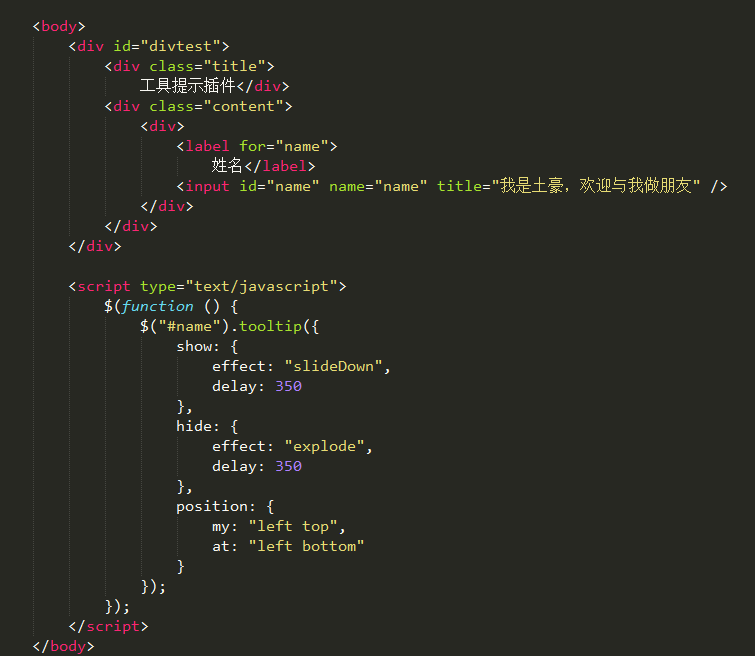 <body>
    <div id="divtest">
        <div class="title">
            工具提示插件</div>
        <div class="content">
            <div>
                <label for="name">
                    姓名</label>
                <input id="name" name="name" title="我是土豪，欢迎与我做朋友" />
            </div>
        </div>
    </div>

    <script type="text/javascript">
        $(function () {
            $("#name").tooltip({
                show: {
                    effect: "slideDown",
                    delay: 350
                },
                hide: {
                    effect: "explode",
                    delay: 350
                },
                position: {
                    my: "left top",
                    at: "left bottom"
                }
            });
        });
    </script>
</body>